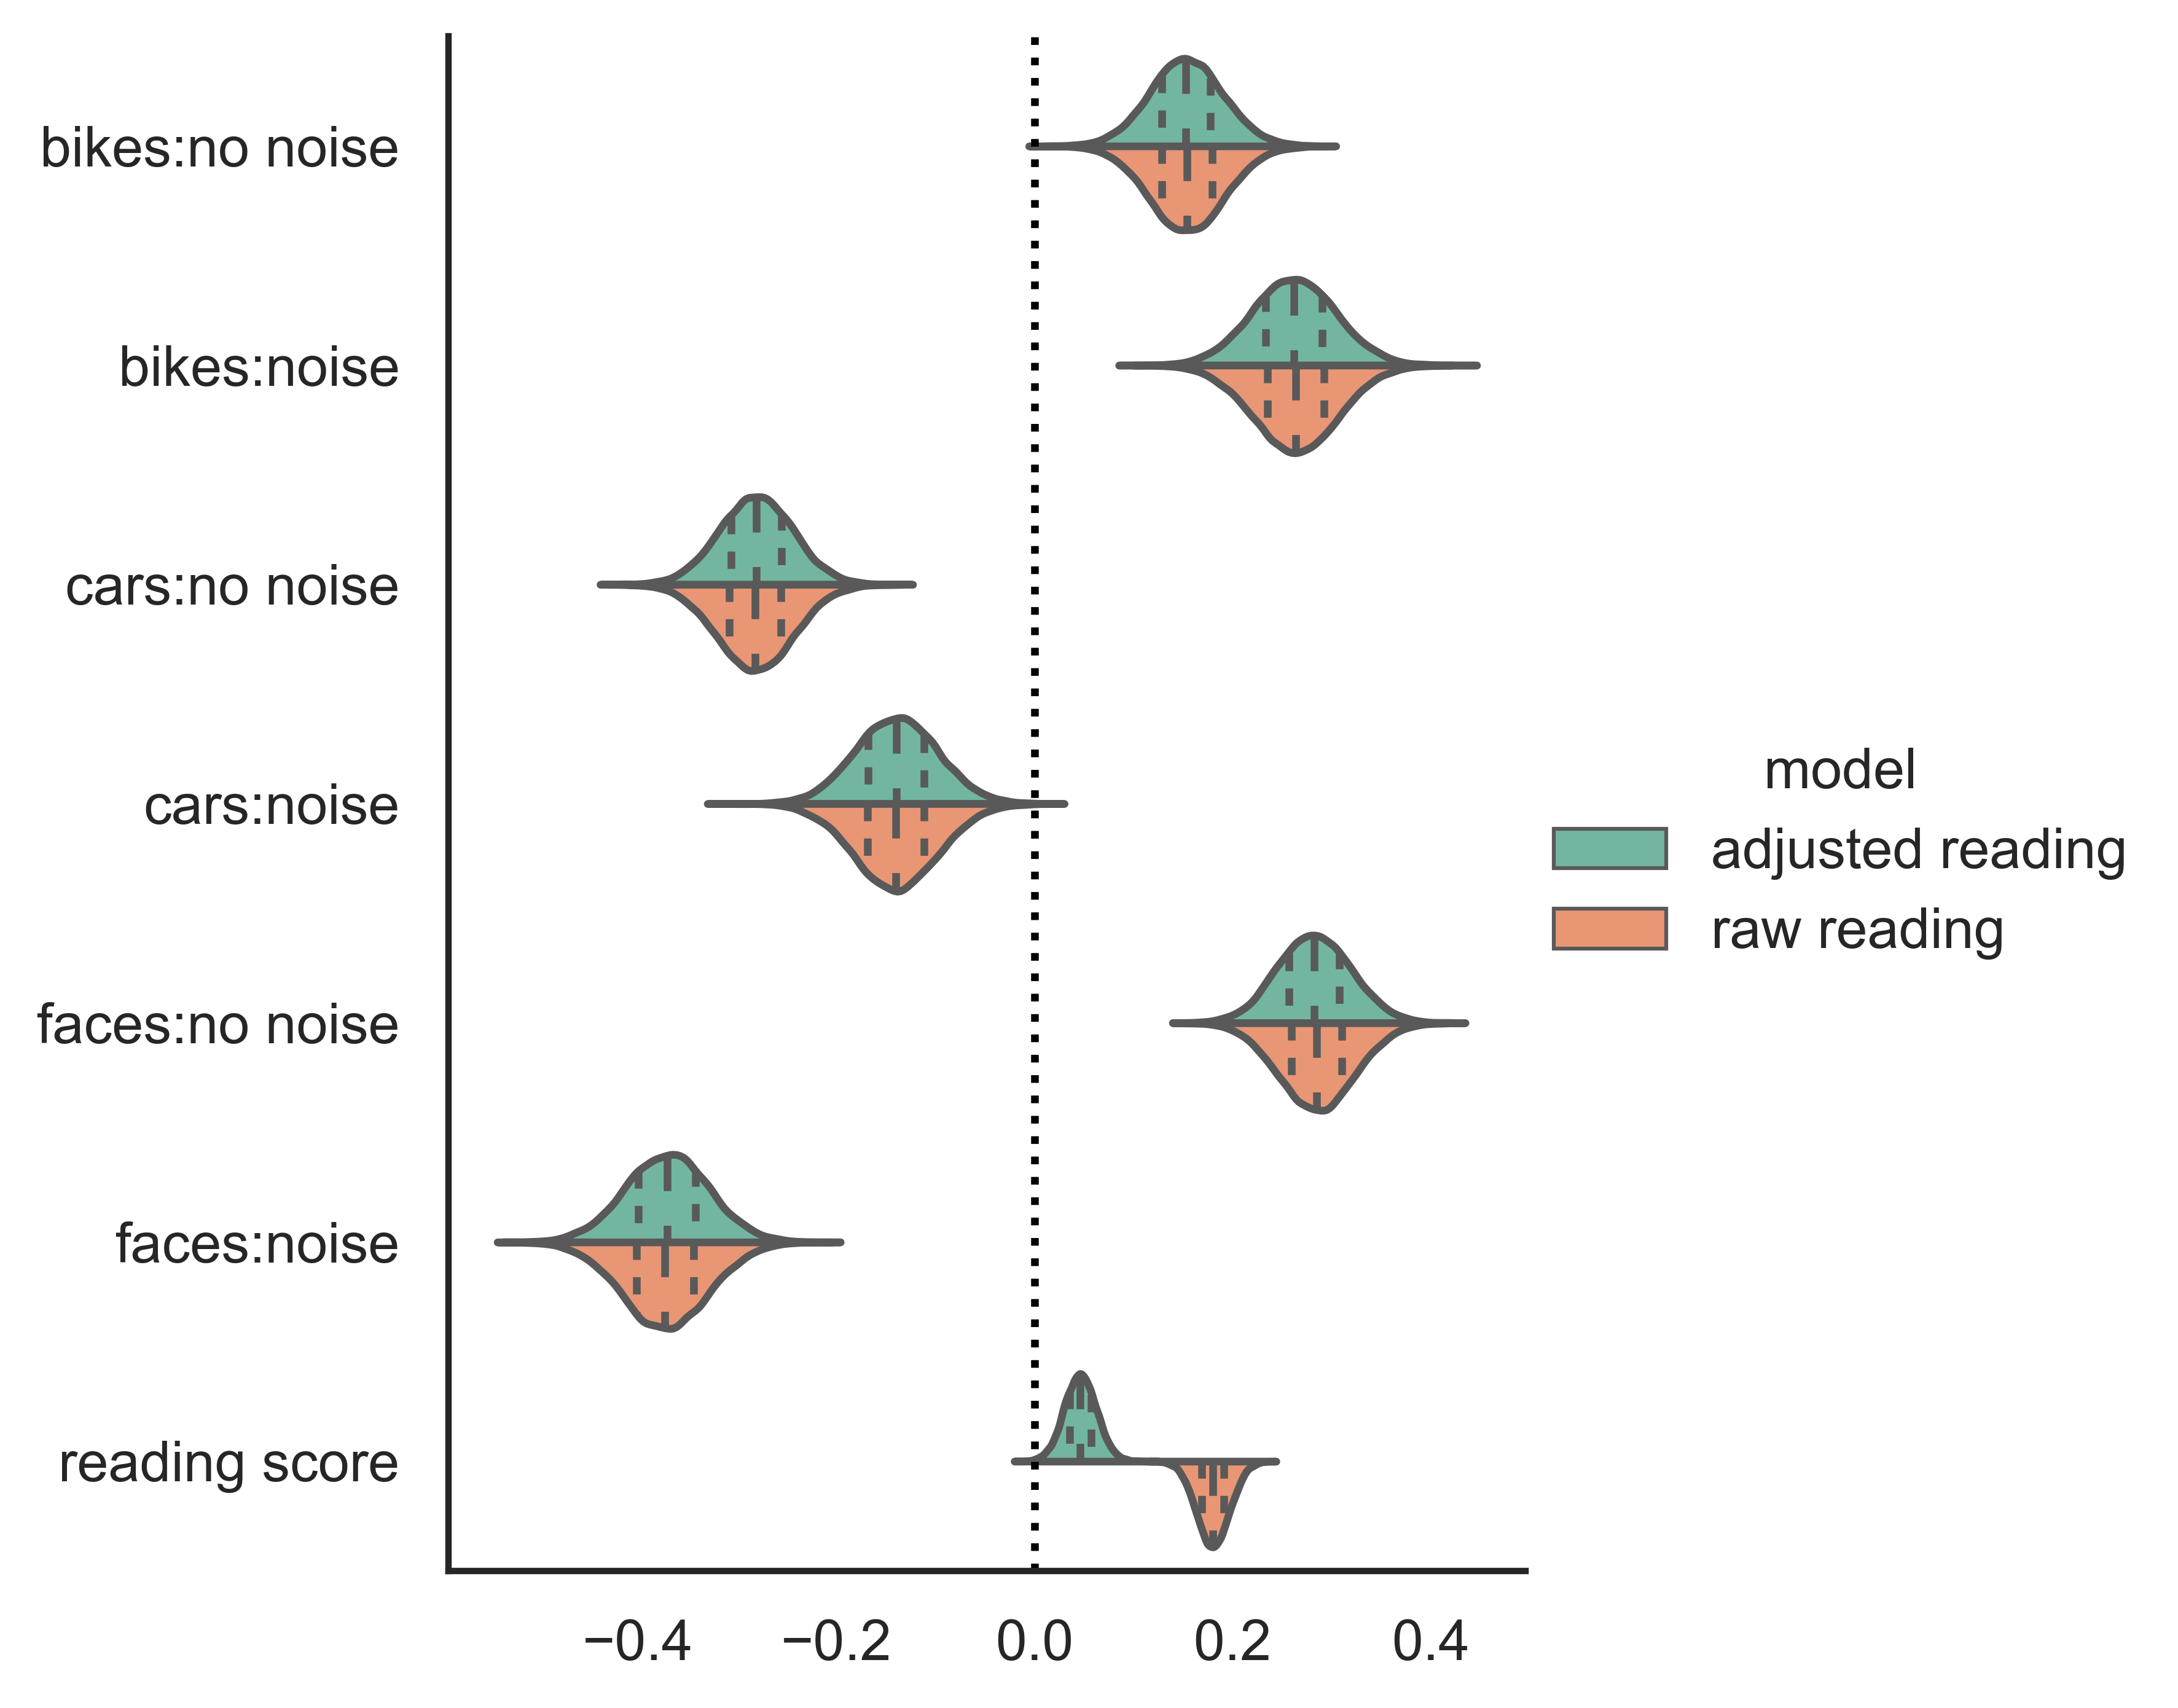 bikes:no noise
bikes:noise
cars:no noise
cars:noise
faces:no noise
faces:noise
reading score
−0.4 −0.2 0.0 0.2 0.4
model
adjusted reading
raw reading